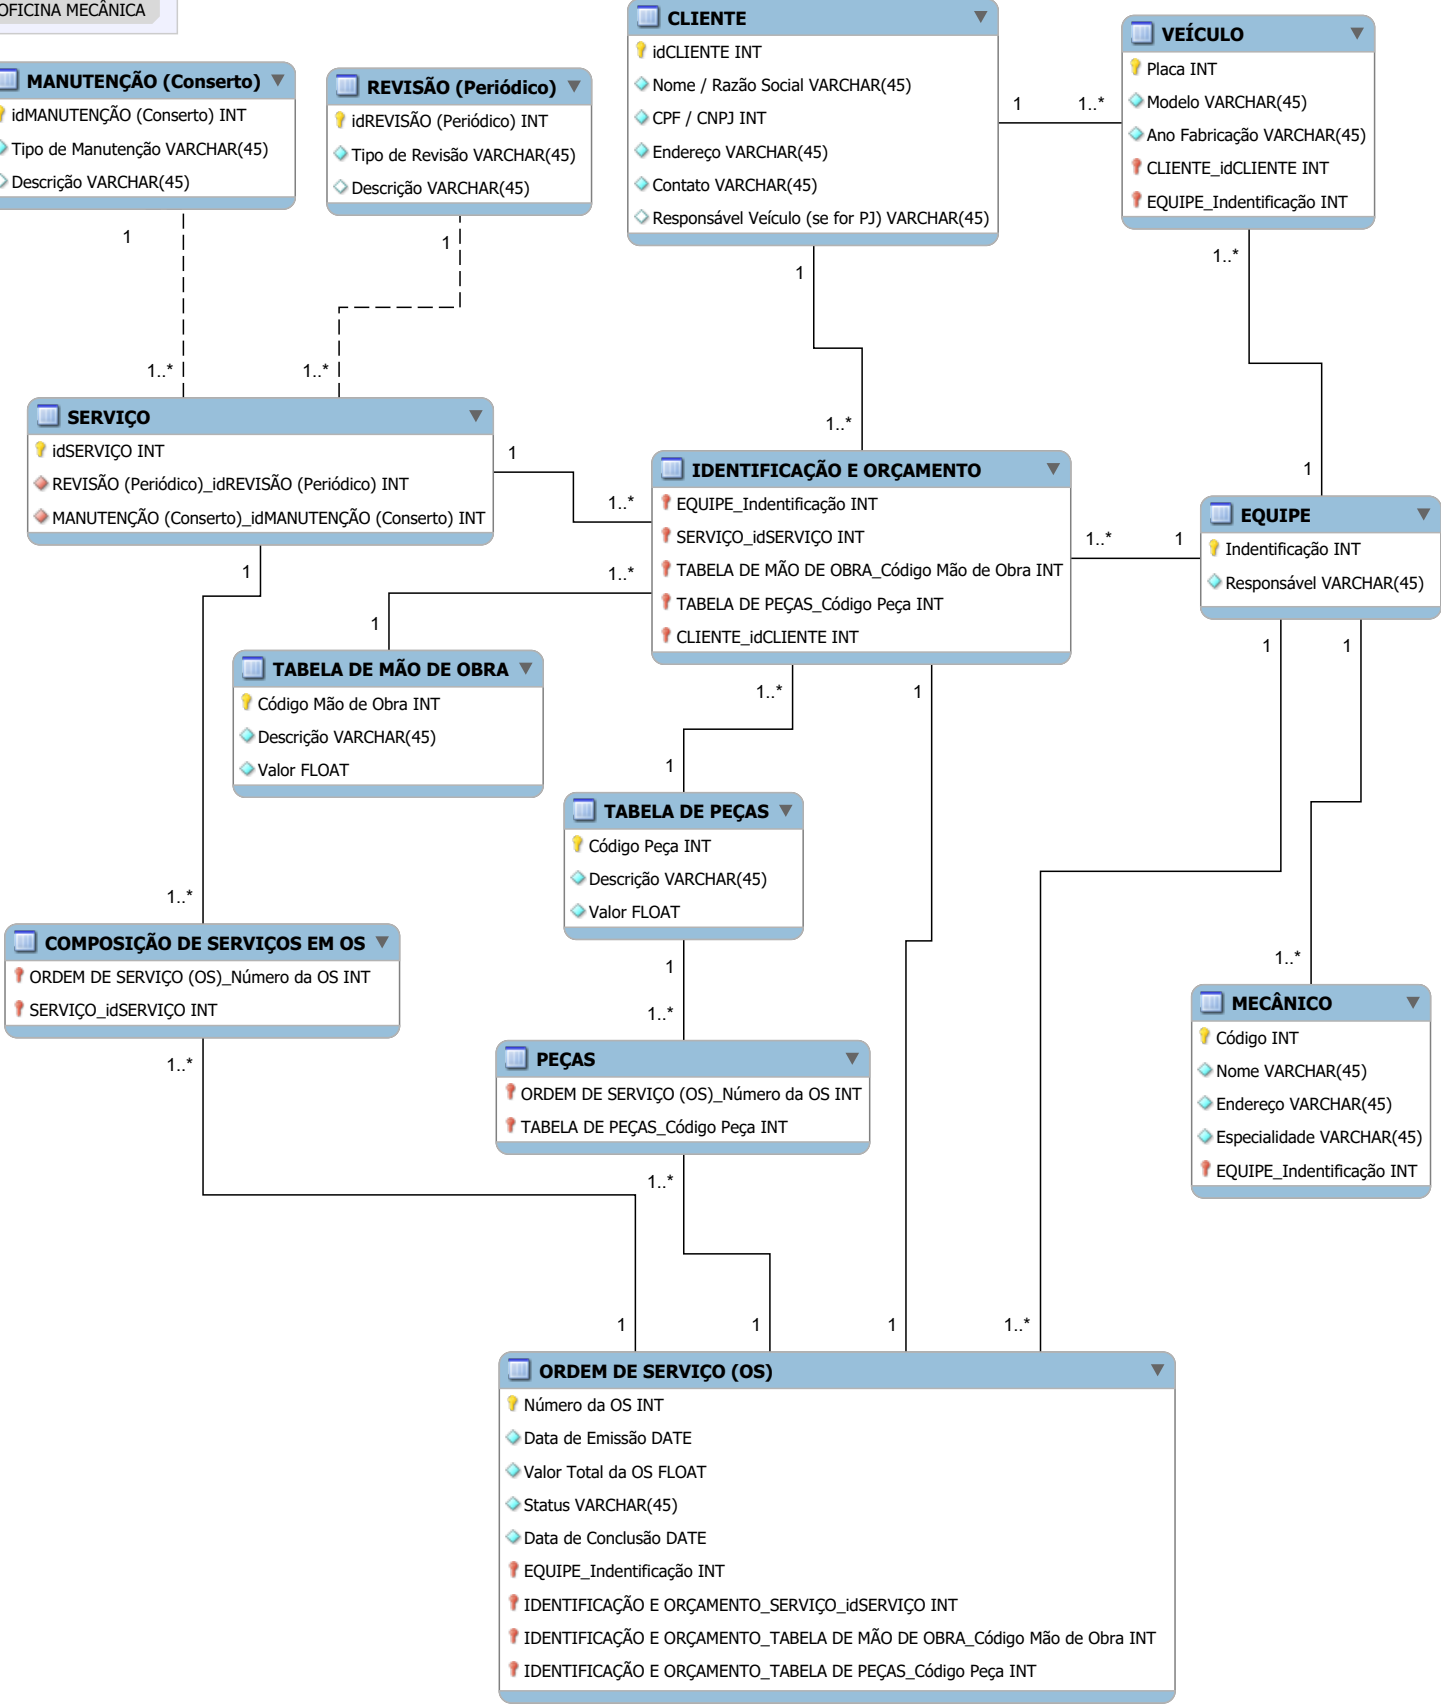 OFICINA MECÂNICA
MANUTENÇÃO (Conserto)
idMANUTENÇÃO (Conserto) INT
Tipo de Manutenção VARCHAR(45)
Descrição VARCHAR(45)
REVISÃO (Periódico)
idREVISÃO (Periódico) INT
Tipo de Revisão VARCHAR(45)
Descrição VARCHAR(45)
CLIENTE
idCLIENTE INT
Nome / Razão Social VARCHAR(45)
CPF / CNPJ INT
Endereço VARCHAR(45)
Contato VARCHAR(45)
Responsável Veículo (se for PJ) VARCHAR(45)
1
1..*
VEÍCULO
Placa INT
Modelo VARCHAR(45)
Ano Fabricação VARCHAR(45)
CLIENTE_idCLIENTE INT
EQUIPE_Indentificação INT
1
1
1
1..*
1..*
1..*
1..*
SERVIÇO
idSERVIÇO INT
REVISÃO (Periódico)_idREVISÃO (Periódico) INT
MANUTENÇÃO (Conserto)_idMANUTENÇÃO (Conserto) INT
1
1..*
IDENTIFICAÇÃO E ORÇAMENTO
EQUIPE_Indentificação INT
SERVIÇO_idSERVIÇO INT
TABELA DE MÃO DE OBRA_Código Mão de Obra INT
TABELA DE PEÇAS_Código Peça INT
CLIENTE_idCLIENTE INT
1
1..*
1
EQUIPE
Indentificação INT
Responsável VARCHAR(45)
1
1..*
1
TABELA DE MÃO DE OBRA
Código Mão de Obra INT
Descrição VARCHAR(45)
Valor FLOAT
1..*
1
1
1
1
TABELA DE PEÇAS
Código Peça INT
Descrição VARCHAR(45)
Valor FLOAT
1..*
COMPOSIÇÃO DE SERVIÇOS EM OS
ORDEM DE SERVIÇO (OS)_Número da OS INT
SERVIÇO_idSERVIÇO INT
1
1..*
1..*
MECÂNICO
Código INT
Nome VARCHAR(45)
Endereço VARCHAR(45)
Especialidade VARCHAR(45)
EQUIPE_Indentificação INT
1..*
PEÇAS
ORDEM DE SERVIÇO (OS)_Número da OS INT
TABELA DE PEÇAS_Código Peça INT
1..*
1
1
1
1..*
ORDEM DE SERVIÇO (OS)
Número da OS INT
Data de Emissão DATE
Valor Total da OS FLOAT
Status VARCHAR(45)
Data de Conclusão DATE
EQUIPE_Indentificação INT
IDENTIFICAÇÃO E ORÇAMENTO_SERVIÇO_idSERVIÇO INT
IDENTIFICAÇÃO E ORÇAMENTO_TABELA DE MÃO DE OBRA_Código Mão de Obra INT
IDENTIFICAÇÃO E ORÇAMENTO_TABELA DE PEÇAS_Código Peça INT